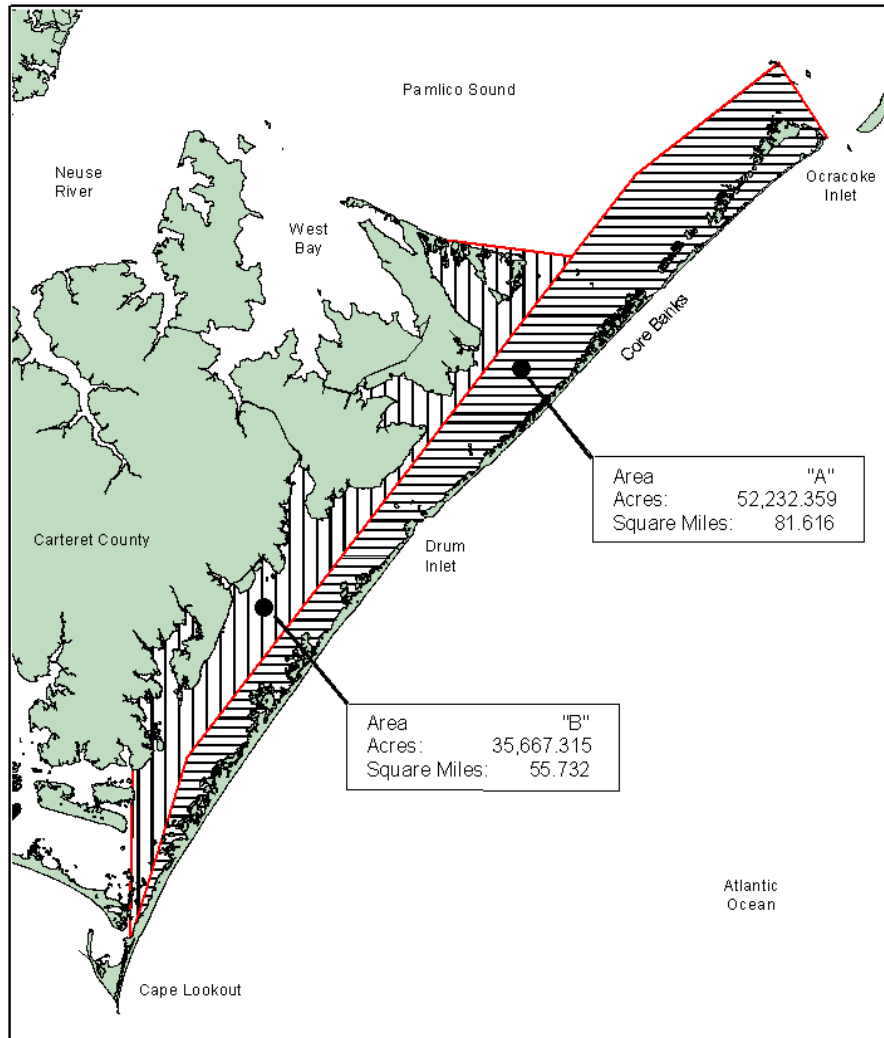 Pamlico Sound
Neuse
River
West
Bay
Ocracoke
Inlet
Core Banks
Area "A"
Acres: 52,232.359
Square Miles: 81.616
Carteret County
Drum
Inlet
Area "B"
Acres: 35,667.315
Square Miles: 55.732
Atlantic
Ocean
Cape Lookout